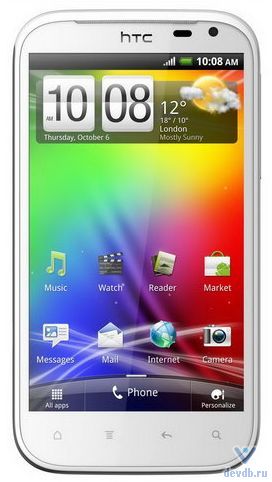 hTC
10:08 AM
10 08
12°
18° / 10°
London
Mostly Sunny
Thursday, October 6
Music
Watch
Reader
Market
Messages
Mail
Internet
Camera
All apps
Phone
Personalize
devdb.ru